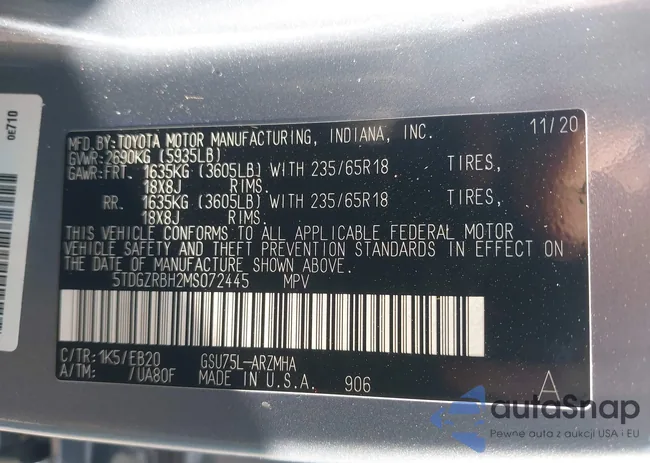 0E710
MFD. BY: TOYOTA MOTOR MANUFACTURING, INDIANA, INC. 11/20
GVWR: 2690KG (5935LB)
GAWR: FRT. 1635KG (3605LB) WITH 235/65R18 TIRES,
18X8J RIMS.
RR. 1635KG (3605LB) WITH 235/65R18 TIRES,
18X8J RIMS.
THIS VEHICLE CONFORMS TO ALL APPLICABLE FEDERAL MOTOR
VEHICLE SAFETY AND THEFT PREVENTION STANDARDS IN EFFECT ON
THE DATE OF MANUFACTURE SHOWN ABOVE.
5TDGZRBH2MS072445 MPV
C/TR: 1K5/EB20 GSU75L-ARZMHA
A/TM: /UA80F MADE IN U.S.A. 906 A
autaSnap
Pewne auta z aukcji USA - EU